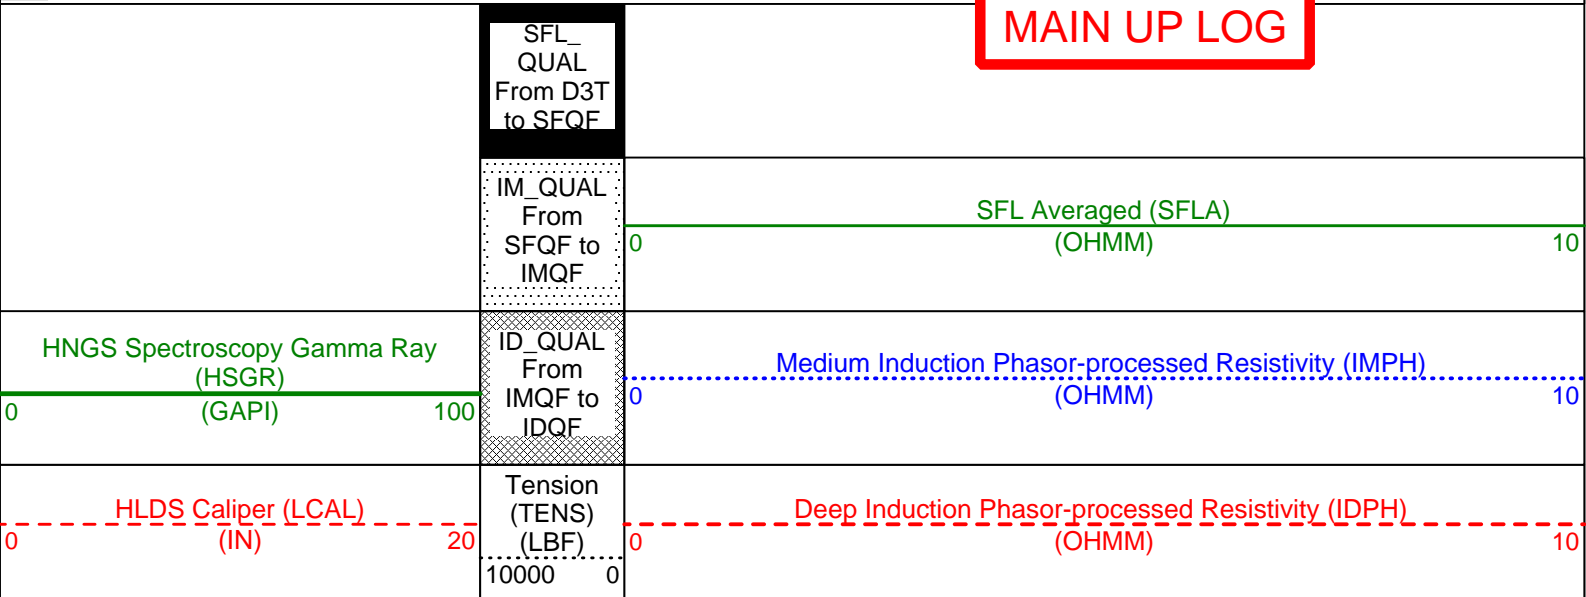 MAIN UP LOG
SFL_
QUAL
From D3T
to SFQF
IM_QUAL
From
SFQF to
IMQF
SFL Averaged (SFLA)
0 (OHMM) 10
HNGS Spectroscopy Gamma Ray
(HSGR)
0 (GAPI) 100
ID_QUAL
From
IMQF to
IDQF
Medium Induction Phasor-processed Resistivity (IMPH)
0 (OHMM) 10
HLDS Caliper (LCAL)
0 (IN) 20
Tension
(TENS)
(LBF)
10000 0
Deep Induction Phasor-processed Resistivity (IDPH)
0 (OHMM) 10